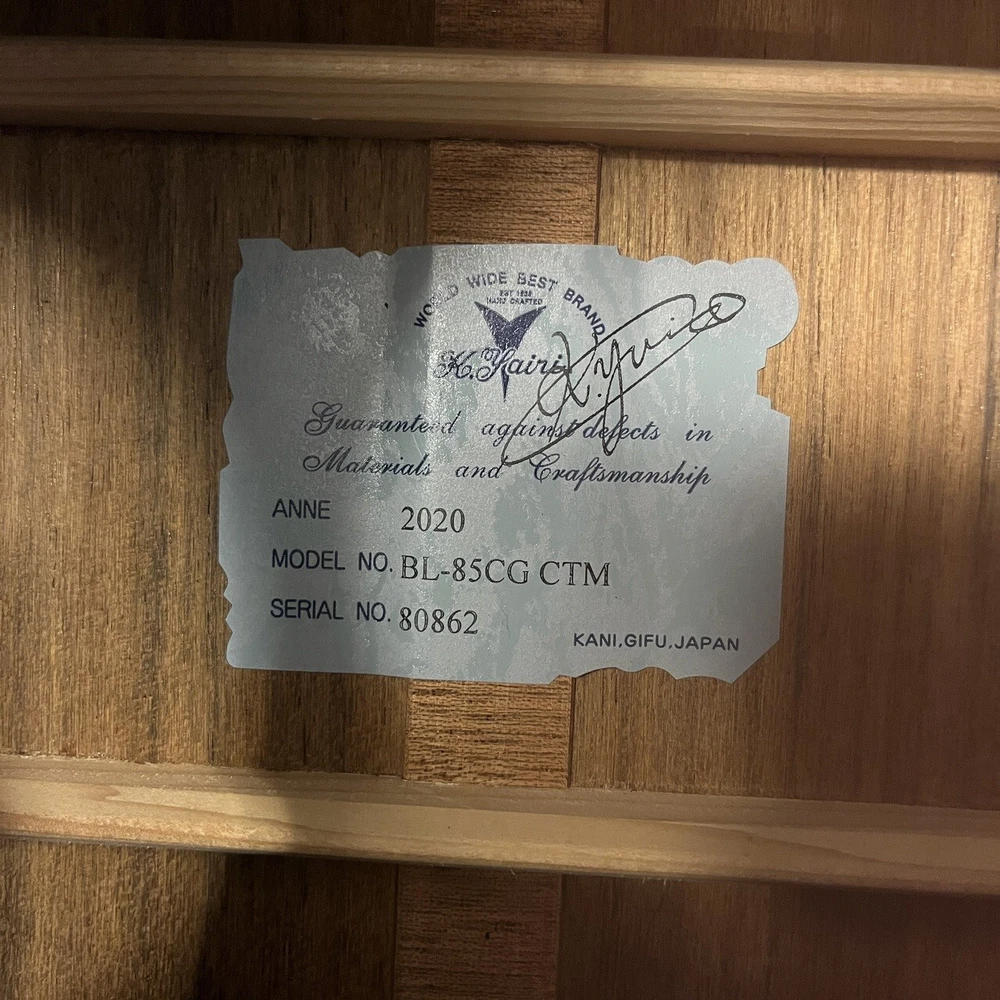 WORLD WIDE BEST BRAND
EST 1935
HAND CRAFTED
K.Yairi
K.Yairi
Guaranteed against defects in
Materials and Craftsmanship
ANNE 2020
MODEL NO. BL-85CG CTM
SERIAL NO. 80862
KANI,GIFU,JAPAN